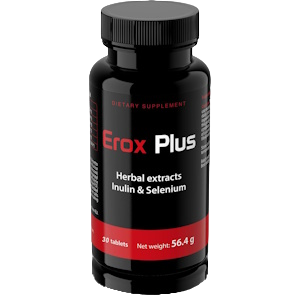 DIETARY SUPPLEMENT
Erox Plus
Herbal extracts
Inulin & Selenium
30 tablets Net weight: 56.4 g